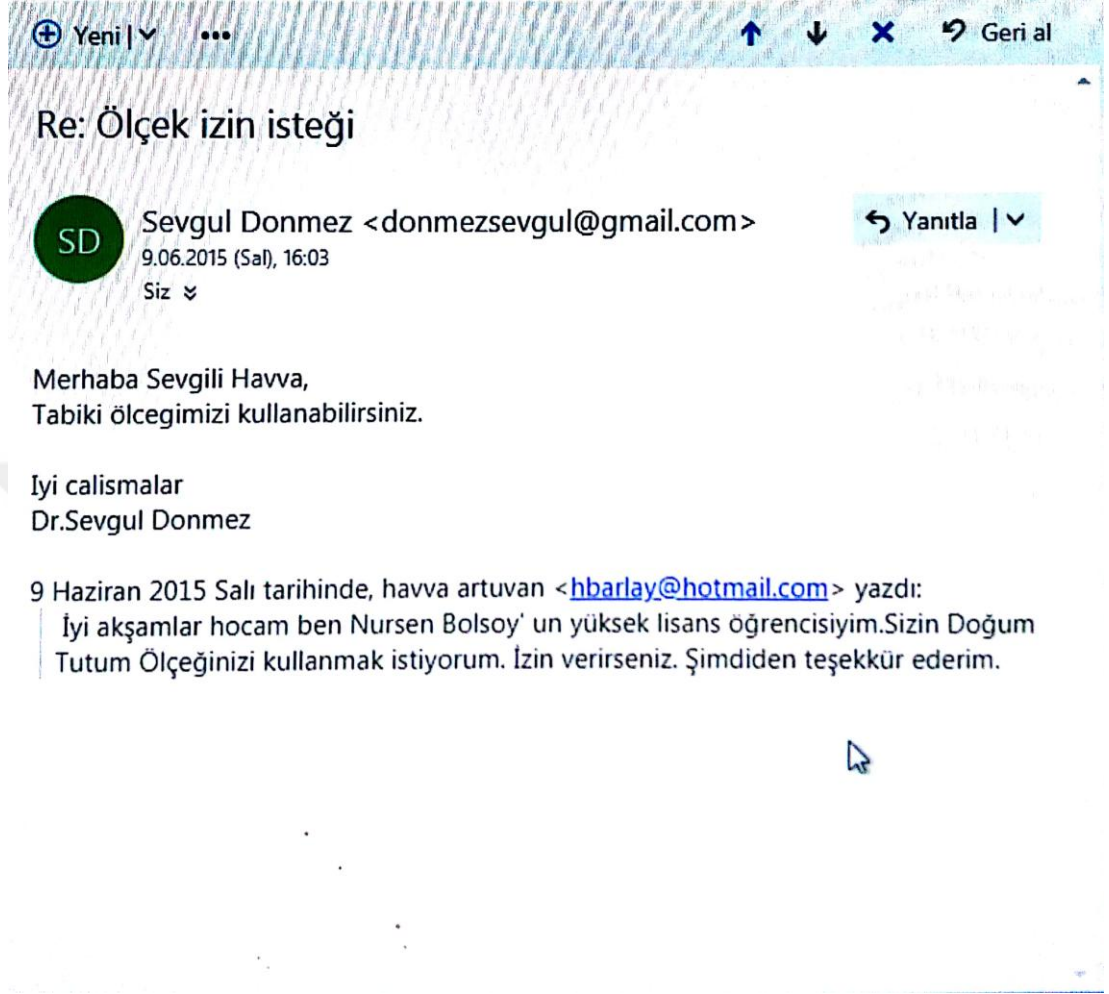 Yeni | ...
Geri al
Re: Ölçek izin isteği
SD
Sevgul Donmez <donmezsevgul@gmail.com>
Yanıtla |
9.06.2015 (Sal), 16:03
Siz
Merhaba Sevgili Havva,
Tabiki ölcegimizi kullanabilirsiniz.
Iyi calismalar
Dr.Sevgul Donmez
9 Haziran 2015 Salı tarihinde, havva artuvan <hbarlay@hotmail.com> yazdı:
İyi akşamlar hocam ben Nursen Bolsoy' un yüksek lisans öğrencisiyim.Sizin Doğum
Tutum Ölçeğinizi kullanmak istiyorum. İzin verirseniz. Şimdiden teşekkür ederim.